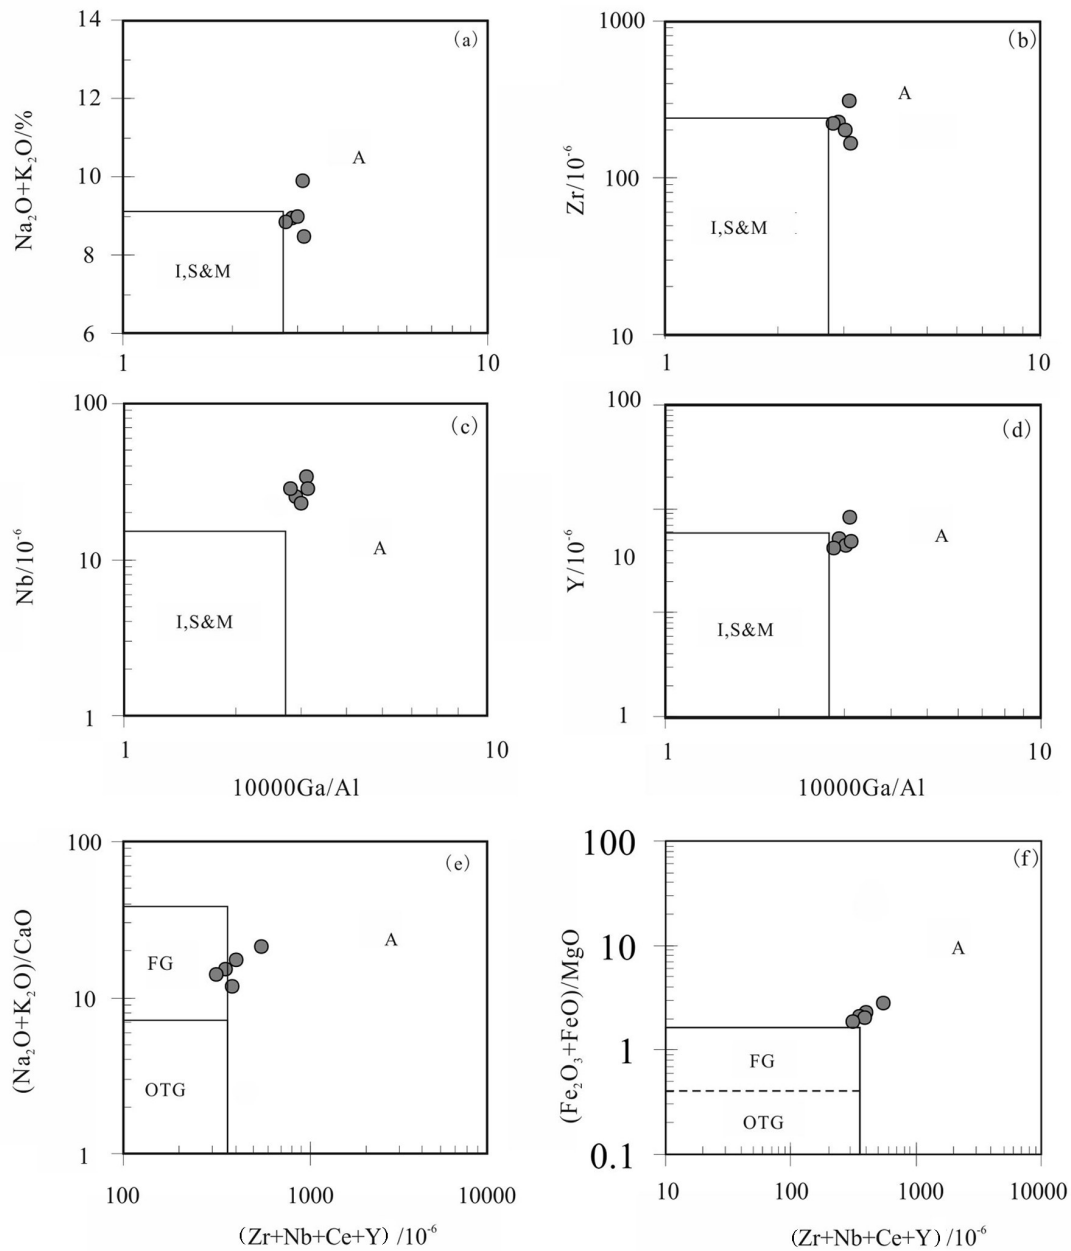 14
(a)
12
Na₂O+K₂O/%
A
10
8
I,S&M
6
1
10
1000
(b)
A
Zr/10⁻⁶
100
I,S&M
10
1
10
100
(c)
Nb/10⁻⁶
A
10
I,S&M
1
1
10
10000Ga/Al
100
(d)
Y/10⁻⁶
A
10
I,S&M
1
1
10
10000Ga/Al
100
(e)
(Na₂O+K₂O)/CaO
A
FG
10
OTG
1
100
1000
10000
(Zr+Nb+Ce+Y) /10⁻⁶
100
(f)
(Fe₂O₃+FeO)/MgO
10
A
1
FG
OTG
0.1
10
100
1000
10000
(Zr+Nb+Ce+Y) /10⁻⁶